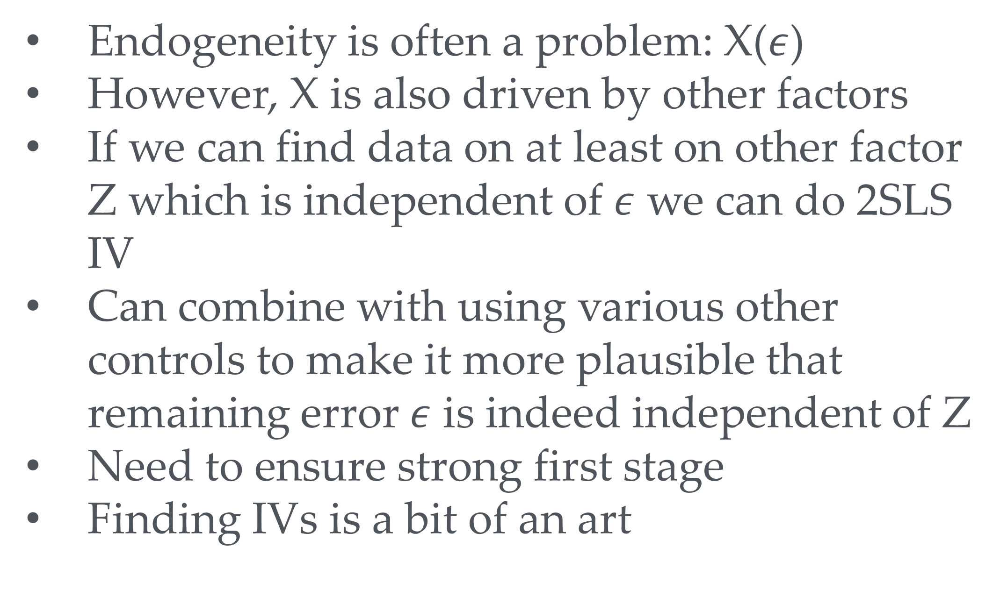 • Endogeneity is often a problem: X(ϵ)
• However, X is also driven by other factors
• If we can find data on at least on other factor
Z which is independent of ϵ we can do 2SLS
IV
• Can combine with using various other
controls to make it more plausible that
remaining error ϵ is indeed independent of Z
• Need to ensure strong first stage
• Finding IVs is a bit of an art